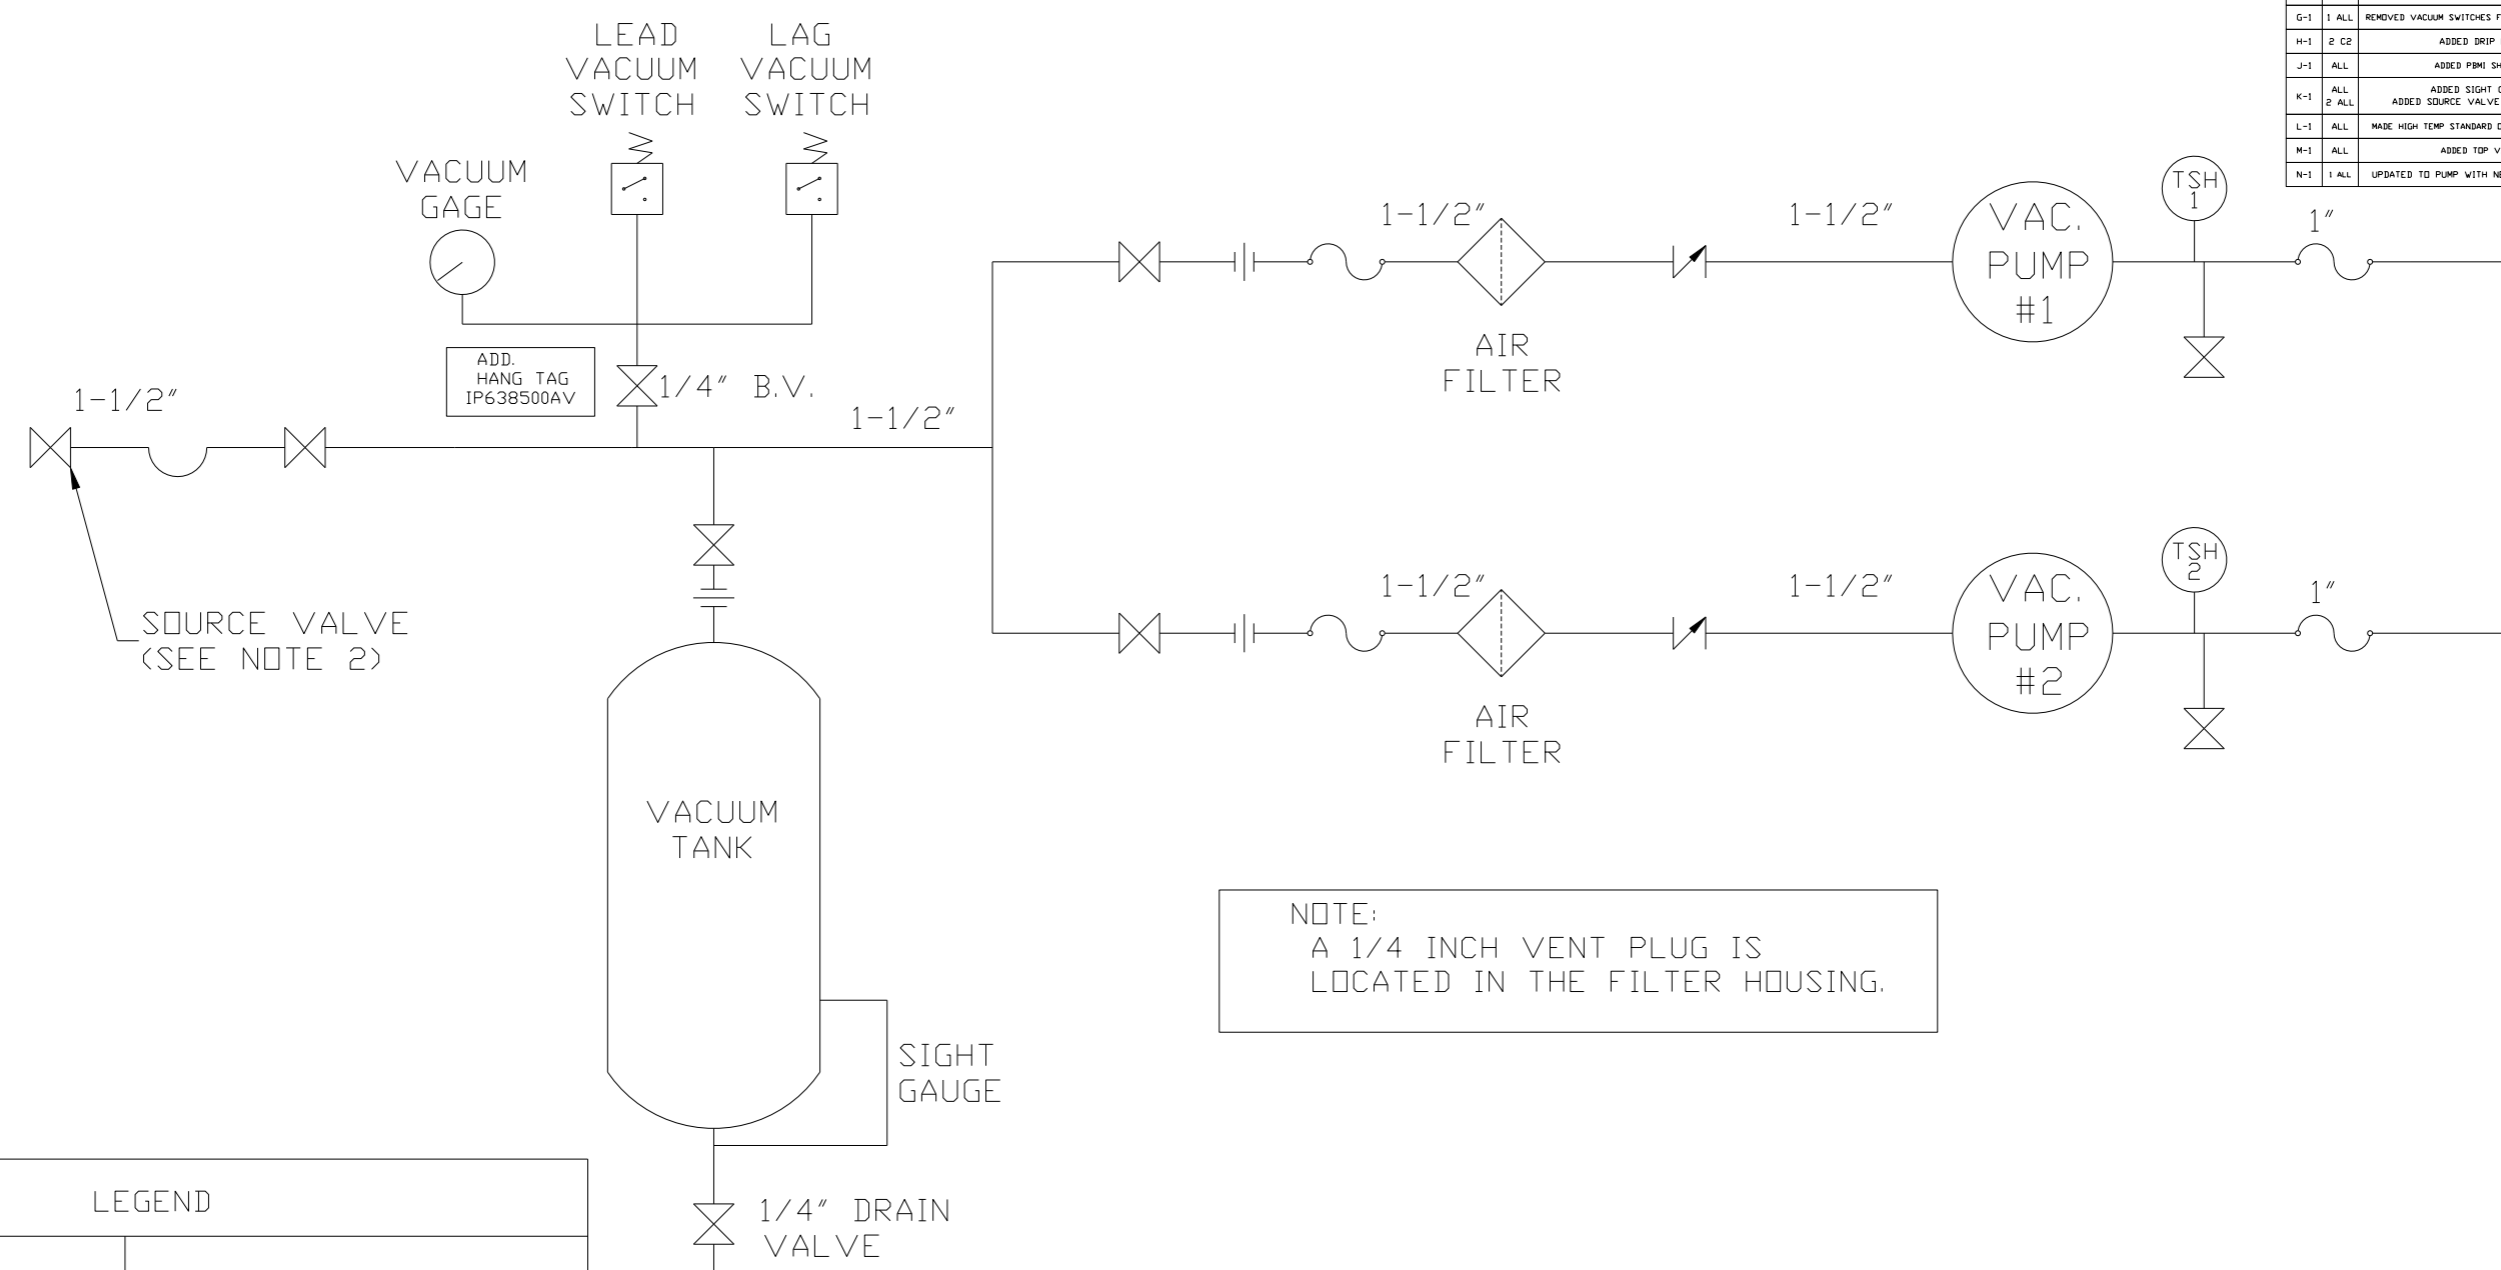 LEAD
VACUUM
SWITCH
LAG
VACUUM
SWITCH
VACUUM
GAGE
G-1 1 ALL REMOVED VACUUM SWITCHES
H-1 2 C2 ADDED DRIP
J-1 ALL ADDED PBMI
K-1 ALL ADDED SIGHT
2 ALL ADDED SOURCE VALVE
L-1 ALL MADE HIGH TEMP STANDARD
M-1 ALL ADDED TOP
N-1 1 ALL UPDATED TO PUMP WITH
1-1/2"
1-1/2"
VAC.
PUMP
#1
TSH
1
1"
AIR
FILTER
ADD.
HANG TAG
IP638500AV
1/4" B.V.
1-1/2"
1-1/2"
SOURCE VALVE
(SEE NOTE 2)
1-1/2"
1-1/2"
VAC.
PUMP
#2
TSH
2
1"
AIR
FILTER
VACUUM
TANK
NOTE:
A 1/4 INCH VENT PLUG IS
LOCATED IN THE FILTER HOUSING.
SIGHT
GAUGE
LEGEND
1/4" DRAIN
VALVE